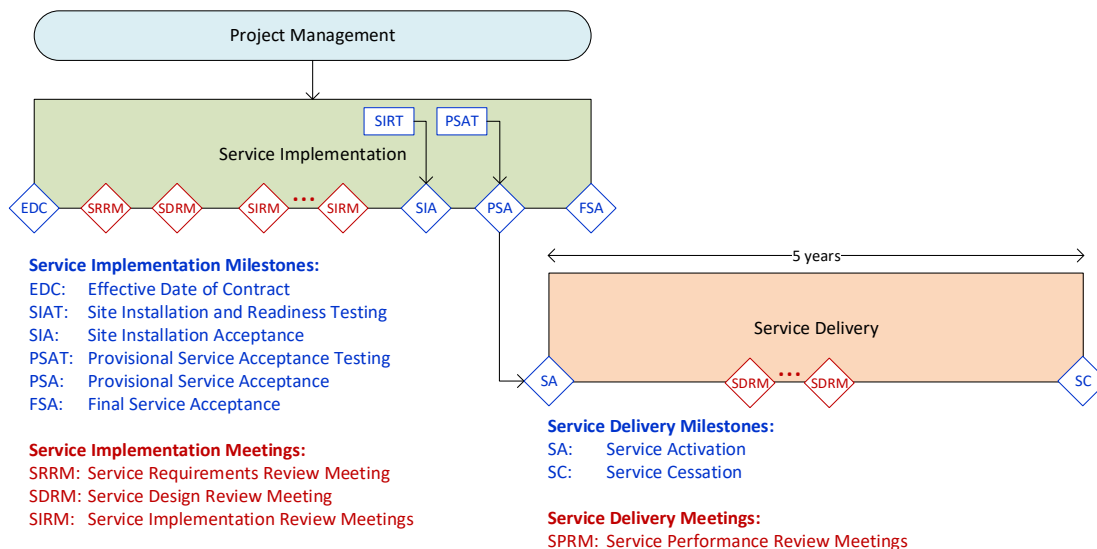 Project Management
SIRT
PSAT
Service Implementation
EDC
SRRM
SDRM
SIRM
...
SIRM
SIA
PSA
FSA
5 years
Service Delivery
SA
SDRM
...
SDRM
SC
Service Implementation Milestones:
EDC: Effective Date of Contract
SIAT: Site Installation and Readiness Testing
SIA: Site Installation Acceptance
PSAT: Provisional Service Acceptance Testing
PSA: Provisional Service Acceptance
FSA: Final Service Acceptance
Service Implementation Meetings:
SRRM: Service Requirements Review Meeting
SDRM: Service Design Review Meeting
SIRM: Service Implementation Review Meetings
Service Delivery Milestones:
SA: Service Activation
SC: Service Cessation
Service Delivery Meetings:
SPRM: Service Performance Review Meetings